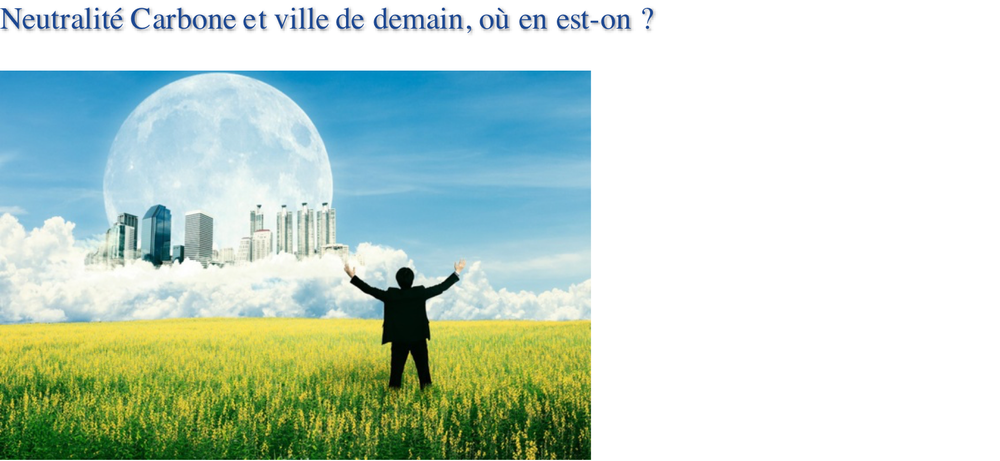 Neutralité Carbone et ville de demain, où en est-on ?